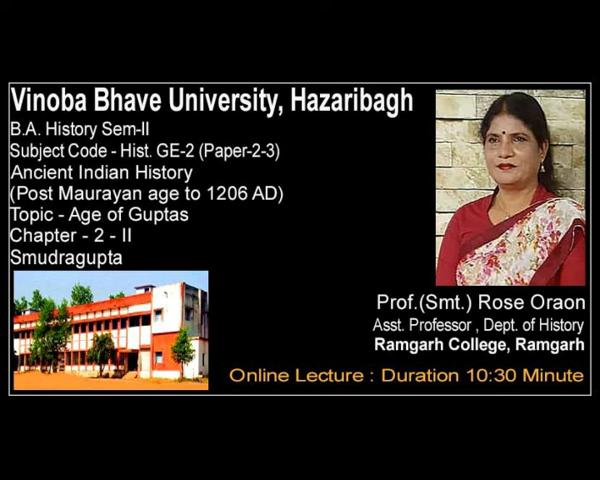 Vinoba Bhave University, Hazaribagh
B.A. History Sem-II
Subject Code - Hist. GE-2 (Paper-2-3)
Ancient Indian History
(Post Maurayan age to 1206 AD)
Topic - Age of Guptas
Chapter - 2 - II
Smudragupta
Prof.(Smt.) Rose Oraon
Asst. Professor , Dept. of History
Ramgarh College, Ramgarh
Online Lecture : Duration 10:30 Minute